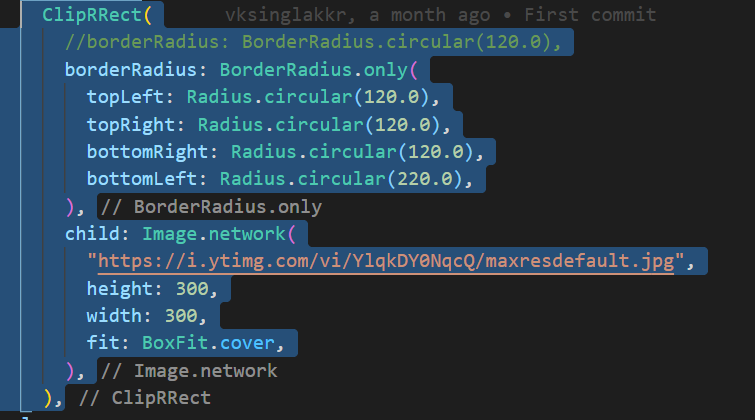 ClipRRect(     vksinglakkr, a month ago • First commit
  //borderRadius: BorderRadius.circular(120.0),
  borderRadius: BorderRadius.only(
    topLeft: Radius.circular(120.0),
    topRight: Radius.circular(120.0),
    bottomRight: Radius.circular(120.0),
    bottomLeft: Radius.circular(220.0),
  ), // BorderRadius.only
  child: Image.network(
    "https://i.ytimg.com/vi/YlqkDY0NqcQ/maxresdefault.jpg",
    height: 300,
    width: 300,
    fit: BoxFit.cover,
  ), // Image.network
), // ClipRRect